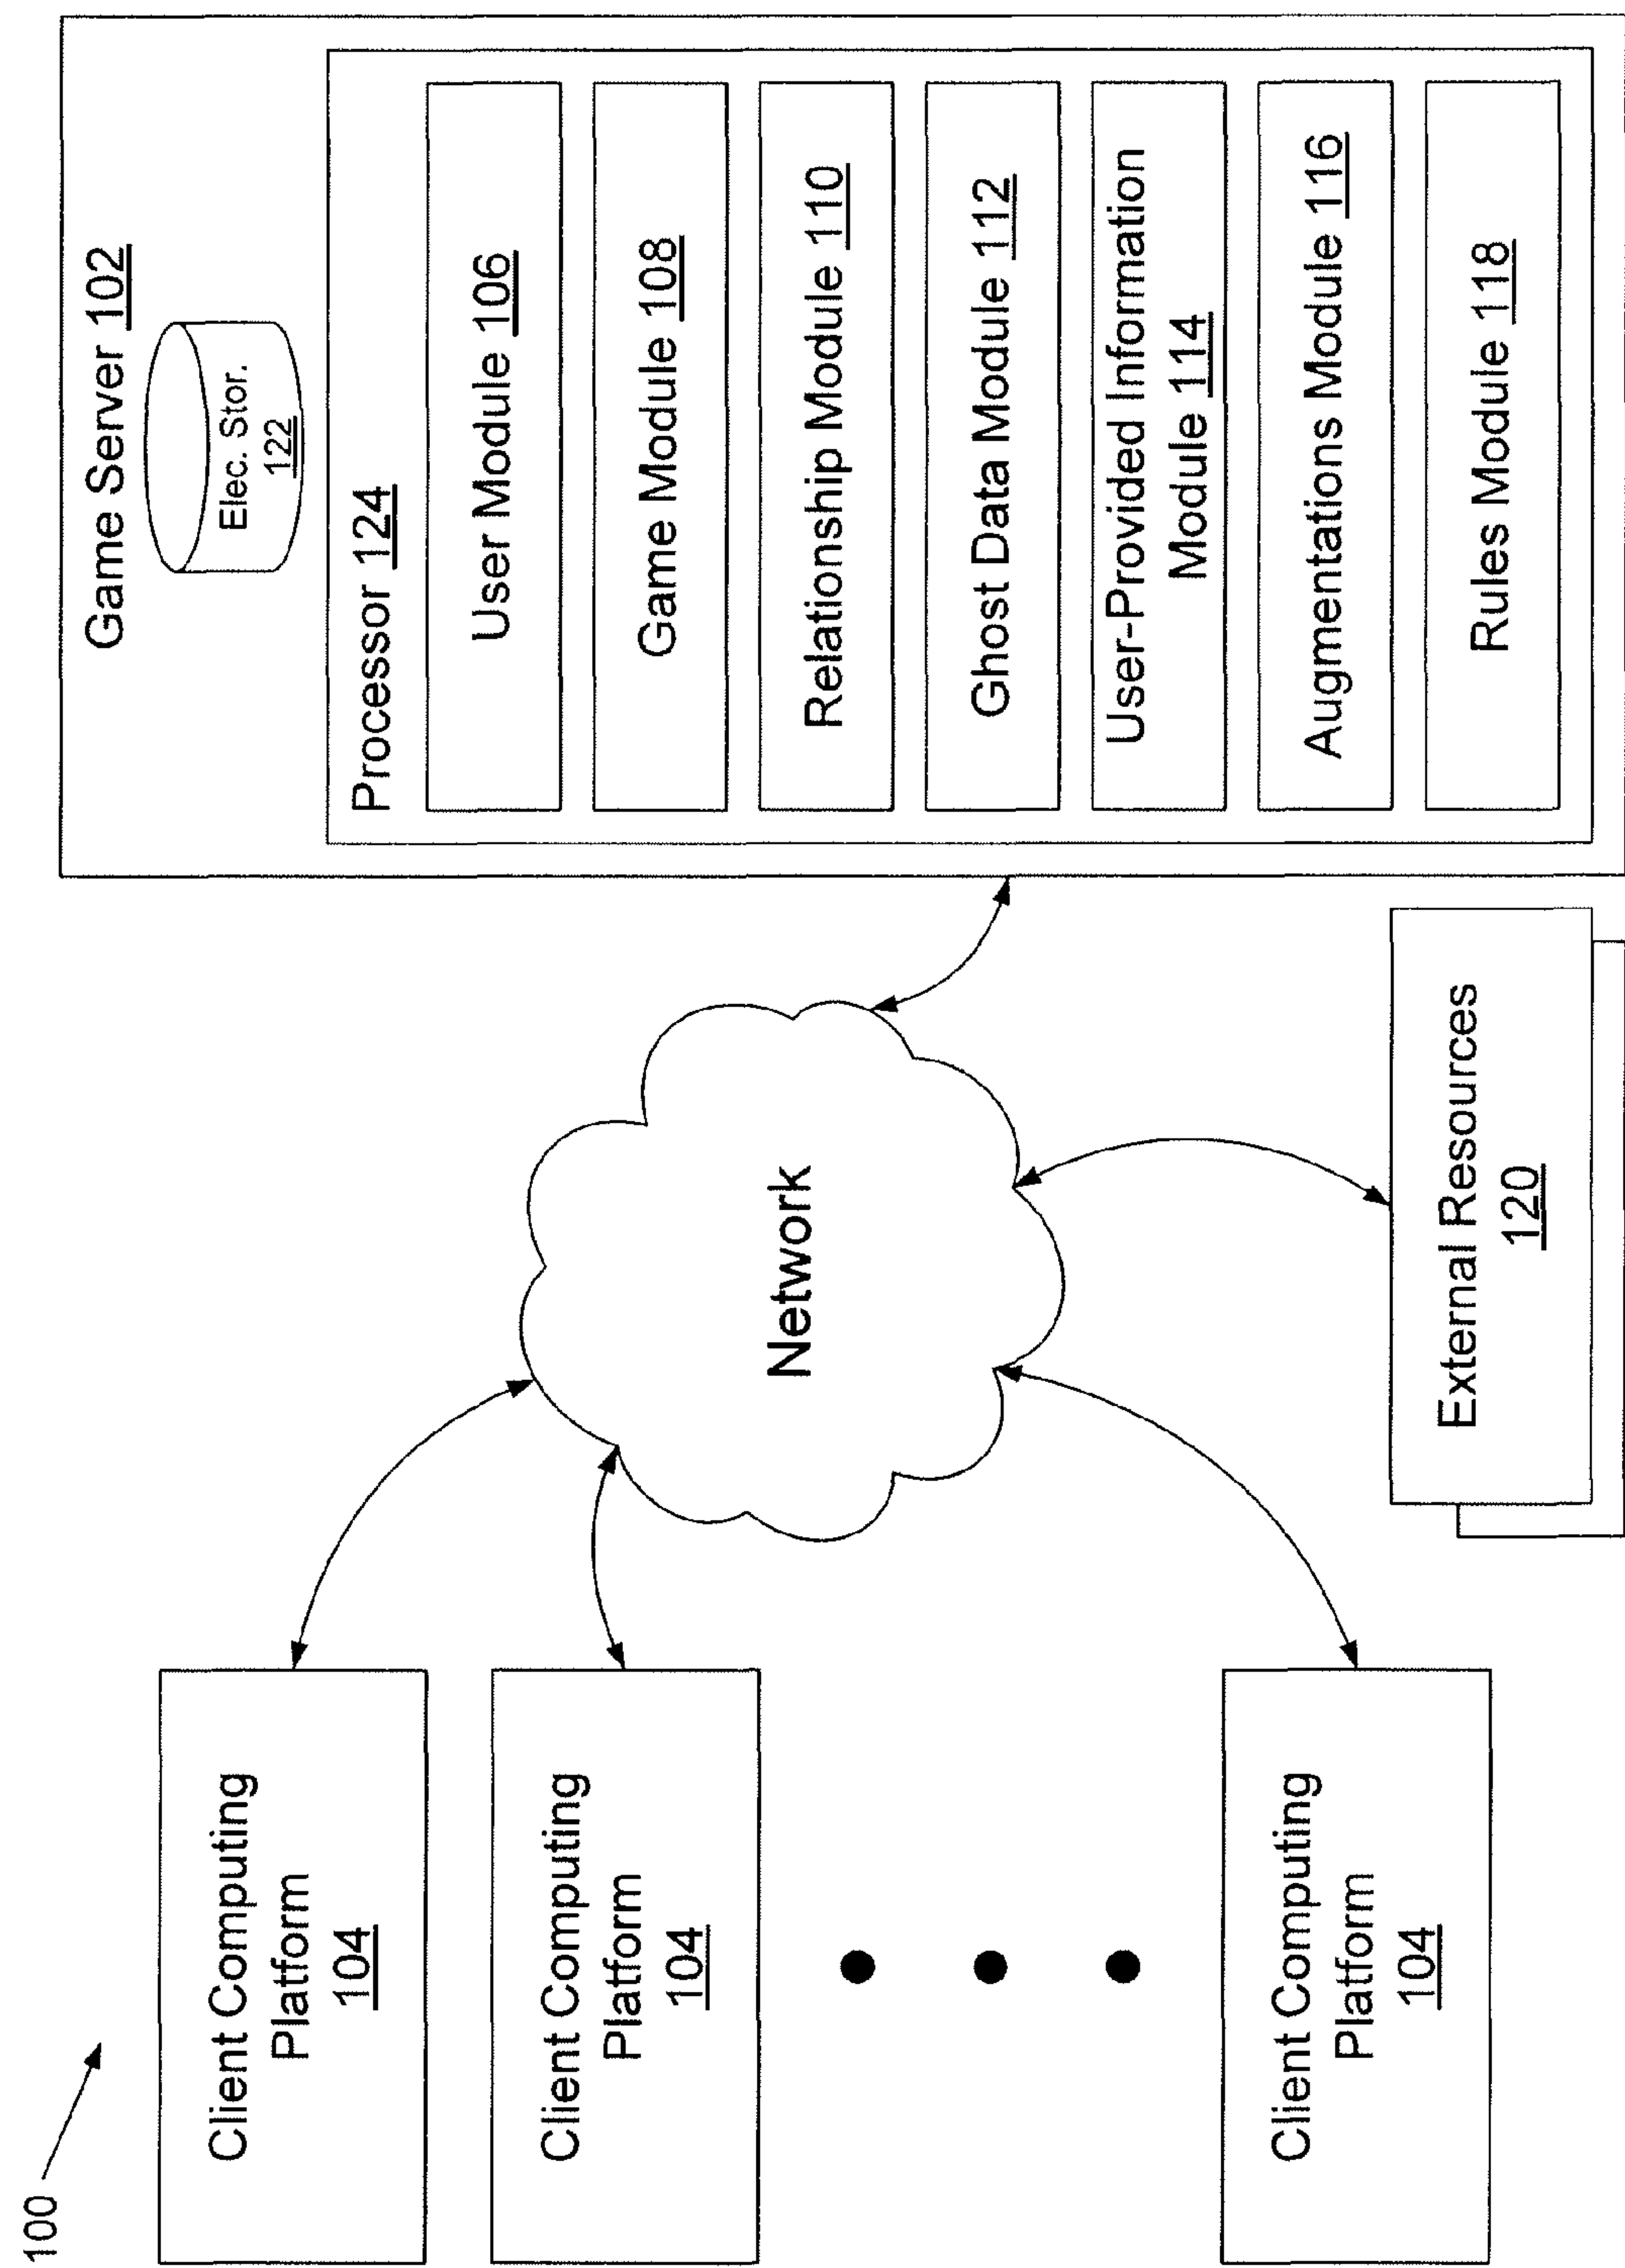 100
Client Computing
Platform
104
Client Computing
Platform
104
Client Computing
Platform
104
Network
External Resources
120
Game Server 102
Elec. Stor.
122
Processor 124
User Module 106
Game Module 108
Relationship Module 110
Ghost Data Module 112
User-Provided Information
Module 114
Augmentations Module 116
Rules Module 118